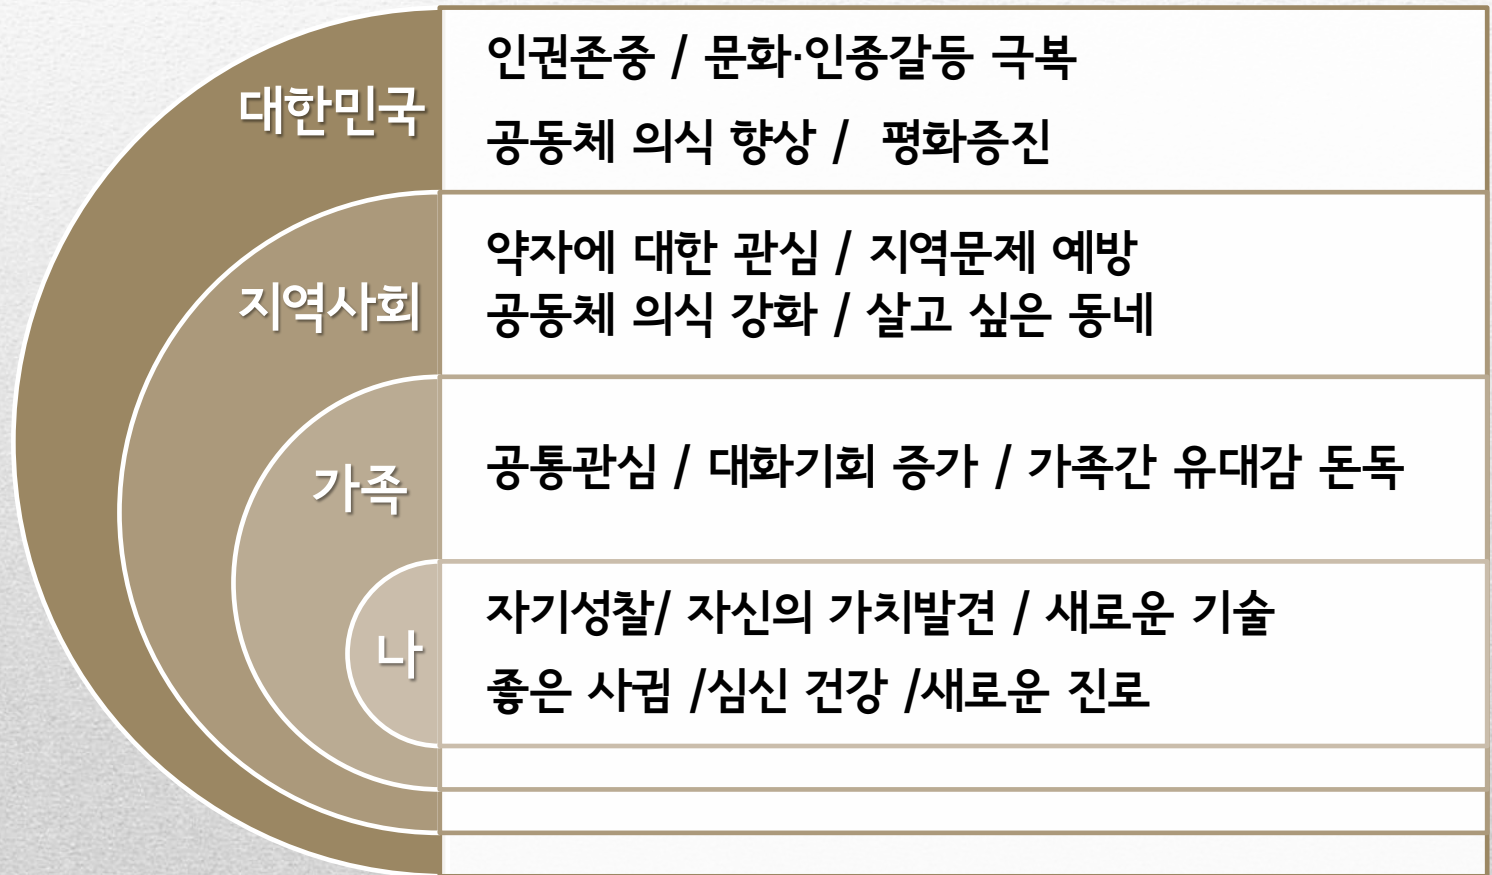 대한민국
인권존중 / 문화·인종갈등 극복
공동체 의식 향상 / 평화증진
지역사회
약자에 대한 관심 / 지역문제 예방
공동체 의식 강화 / 살고 싶은 동네
가족
공통관심 / 대화기회 증가 / 가족간 유대감 돈독
나
자기성찰/ 자신의 가치발견 / 새로운 기술
좋은 사귐 /심신 건강 /새로운 진로